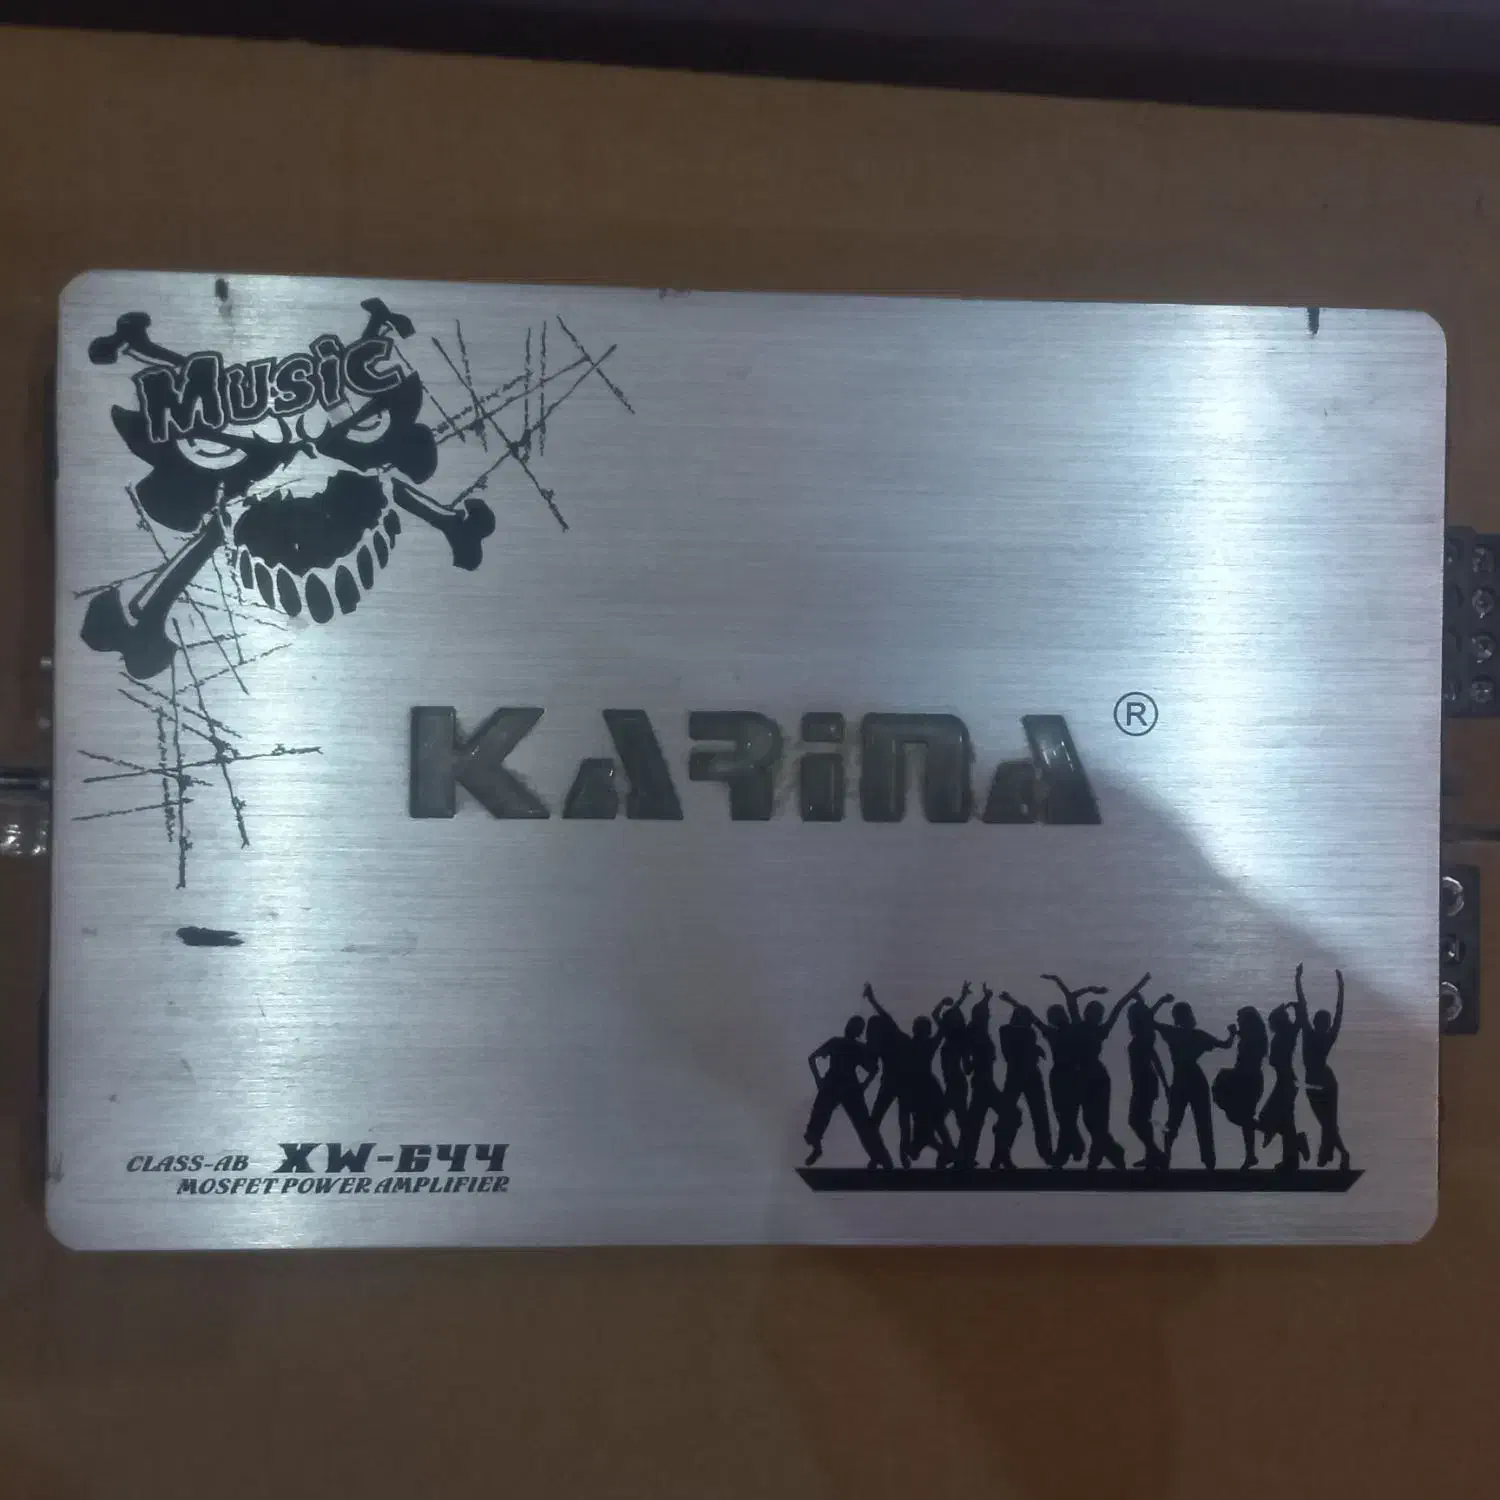 Music
KARiNA ®
CLASS-AB XW-644
MOSFET POWER AMPLIFIER